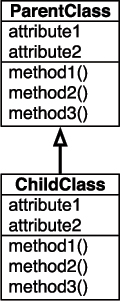 ParentClass
attribute1
attribute2
method1()
method2()
method3()
ChildClass
attribute1
attribute2
method1()
method2()
method3()